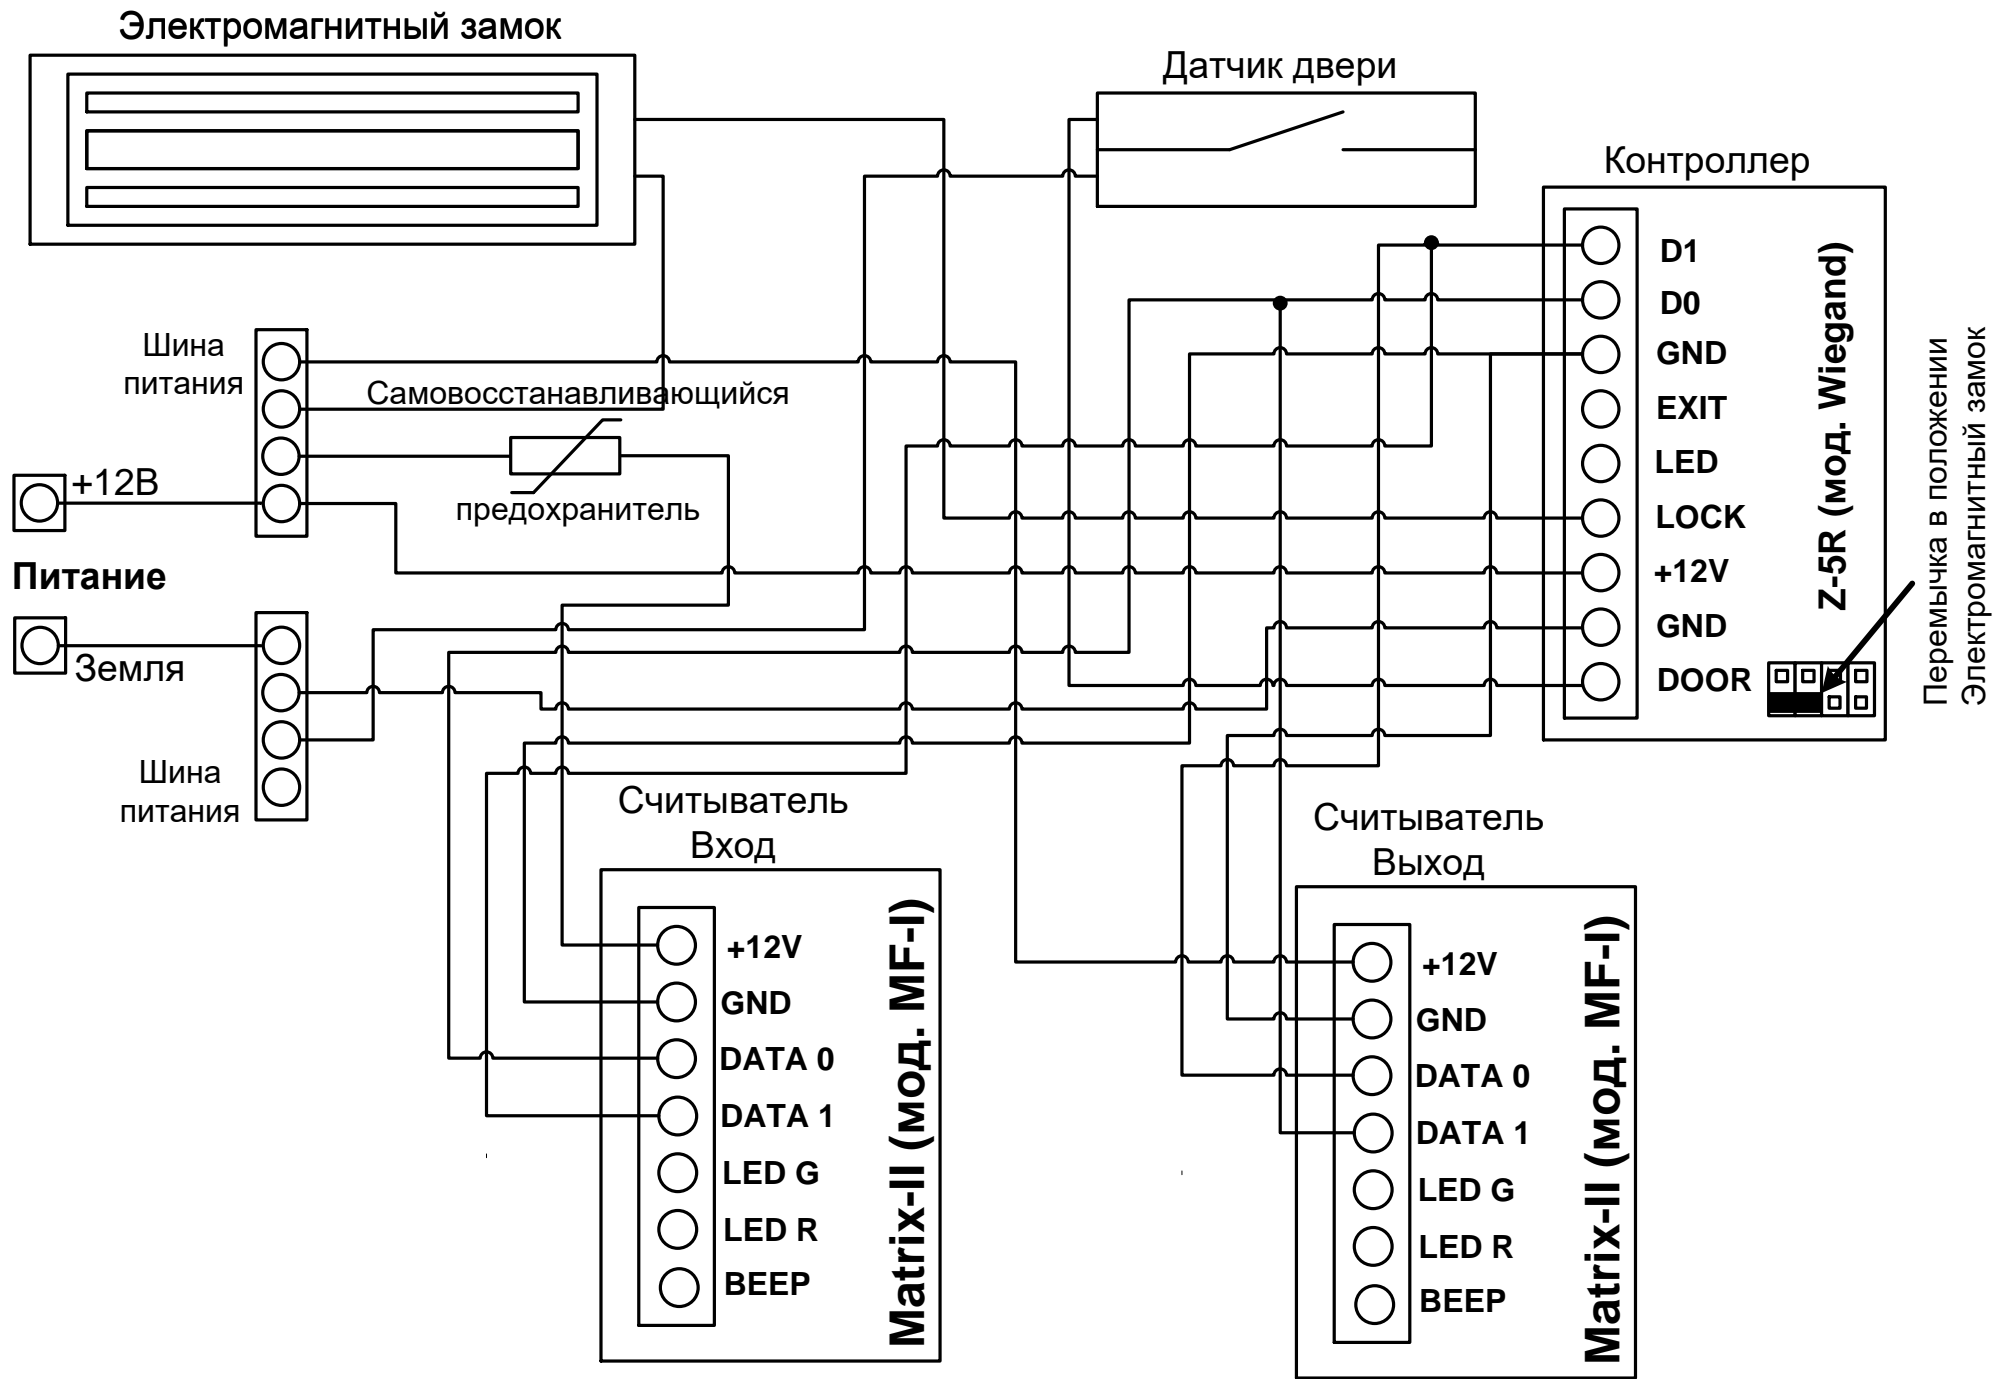 Электромагнитный замок
Датчик двери
Контроллер
D1
D0
GND
EXIT
LED
LOCK
+12V
GND
DOOR
Z-5R (мод. Wiegand)
Перемычка в положении
Электромагнитный замок
Шина
питания
Самовосстанавливающийся
предохранитель
+12В
Питание
Земля
Шина
питания
Считыватель
Вход
+12V
GND
DATA 0
DATA 1
LED G
LED R
BEEP
Matrix-II (мод. MF-I)
Считыватель
Выход
+12V
GND
DATA 0
DATA 1
LED G
LED R
BEEP
Matrix-II (мод. MF-I)